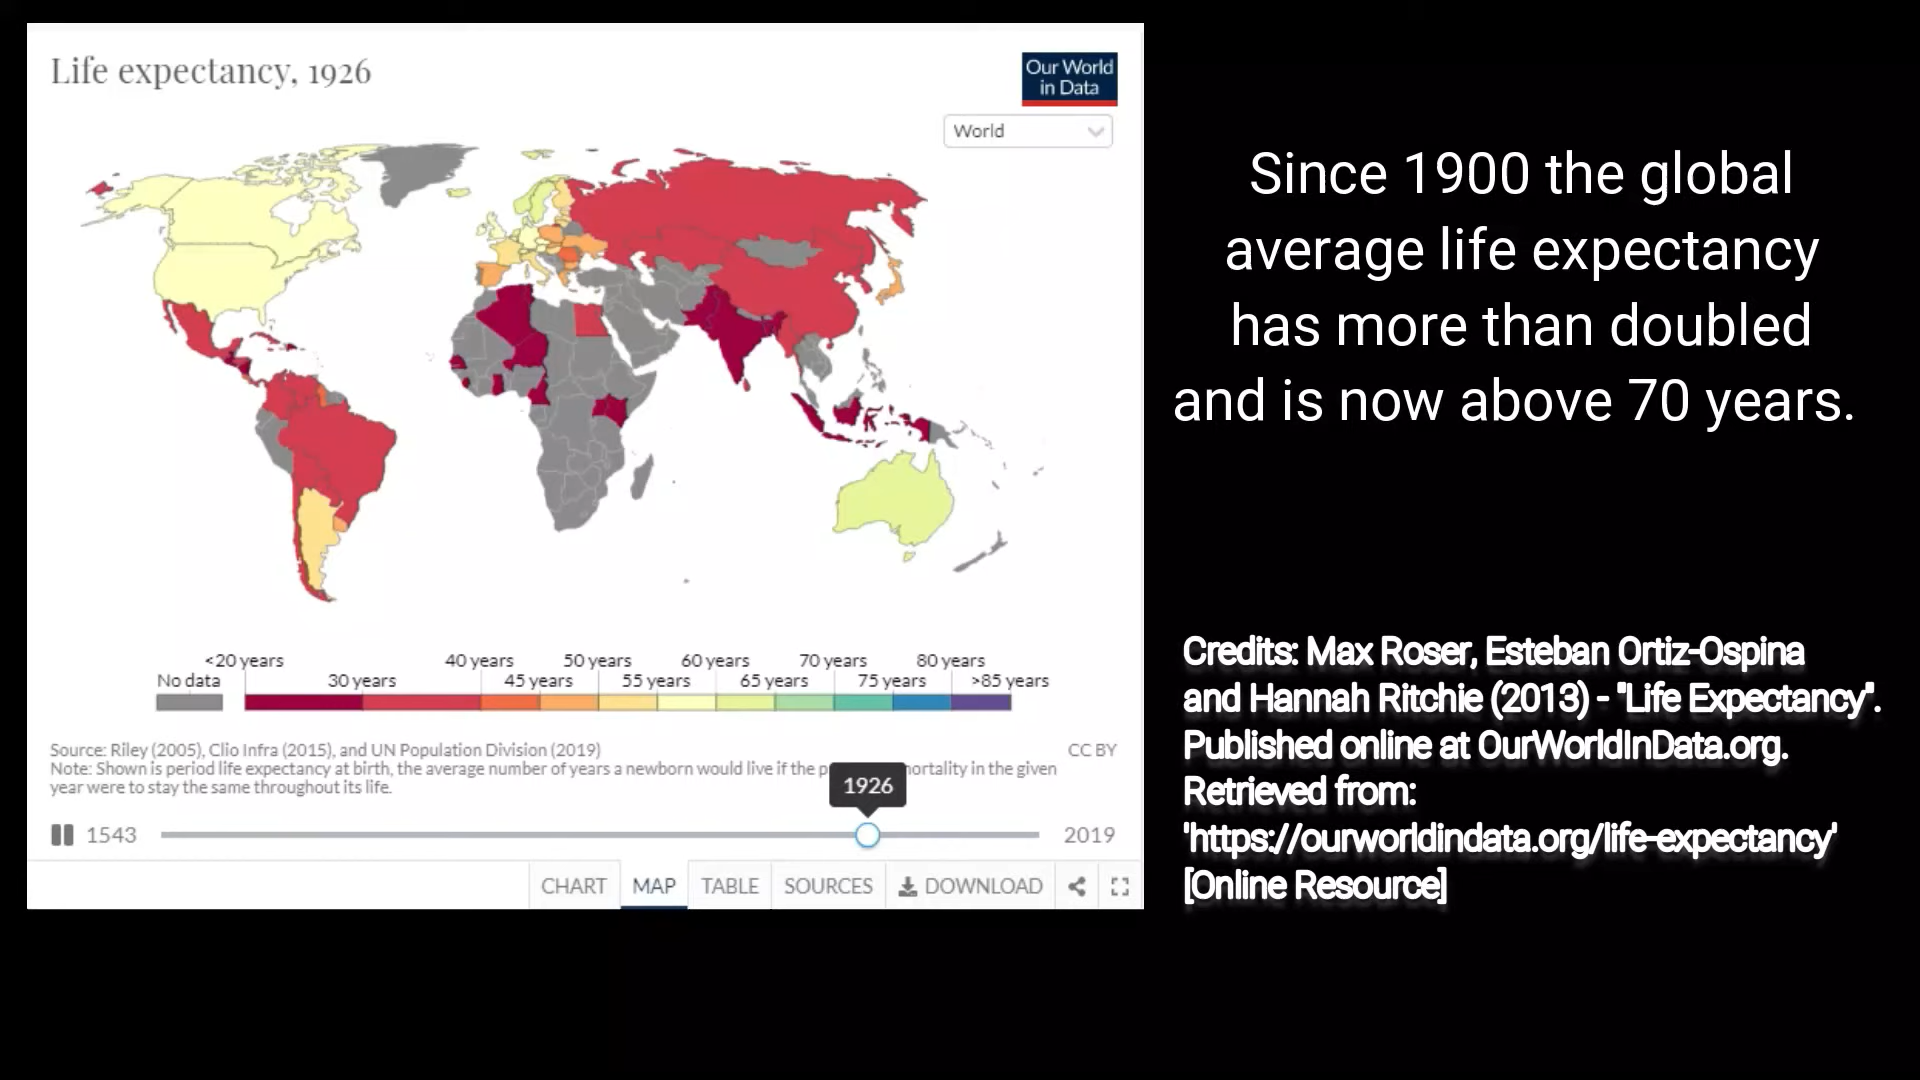 Life expectancy, 1926
Our World
in Data
World
Since 1900 the global
average life expectancy
has more than doubled
and is now above 70 years.
<20 years 40 years 50 years 60 years 70 years 80 years
No data 30 years 45 years 55 years 65 years 75 years >85 years
Source: Riley (2005), Clio Infra (2015), and UN Population Division (2019) CC BY
Note: Shown is period life expectancy at birth, the average number of years a newborn would live if the in the given
year were to stay the same throughout its life.
1926
1543 2019
CHART MAP TABLE SOURCES DOWNLOAD
Credits: Max Roser, Esteban Ortiz-Ospina
and Hannah Ritchie (2013) - "Life Expectancy".
Published online at OurWorldInData.org.
Retrieved from:
'https://ourworldindata.org/life-expectancy'
[Online Resource]